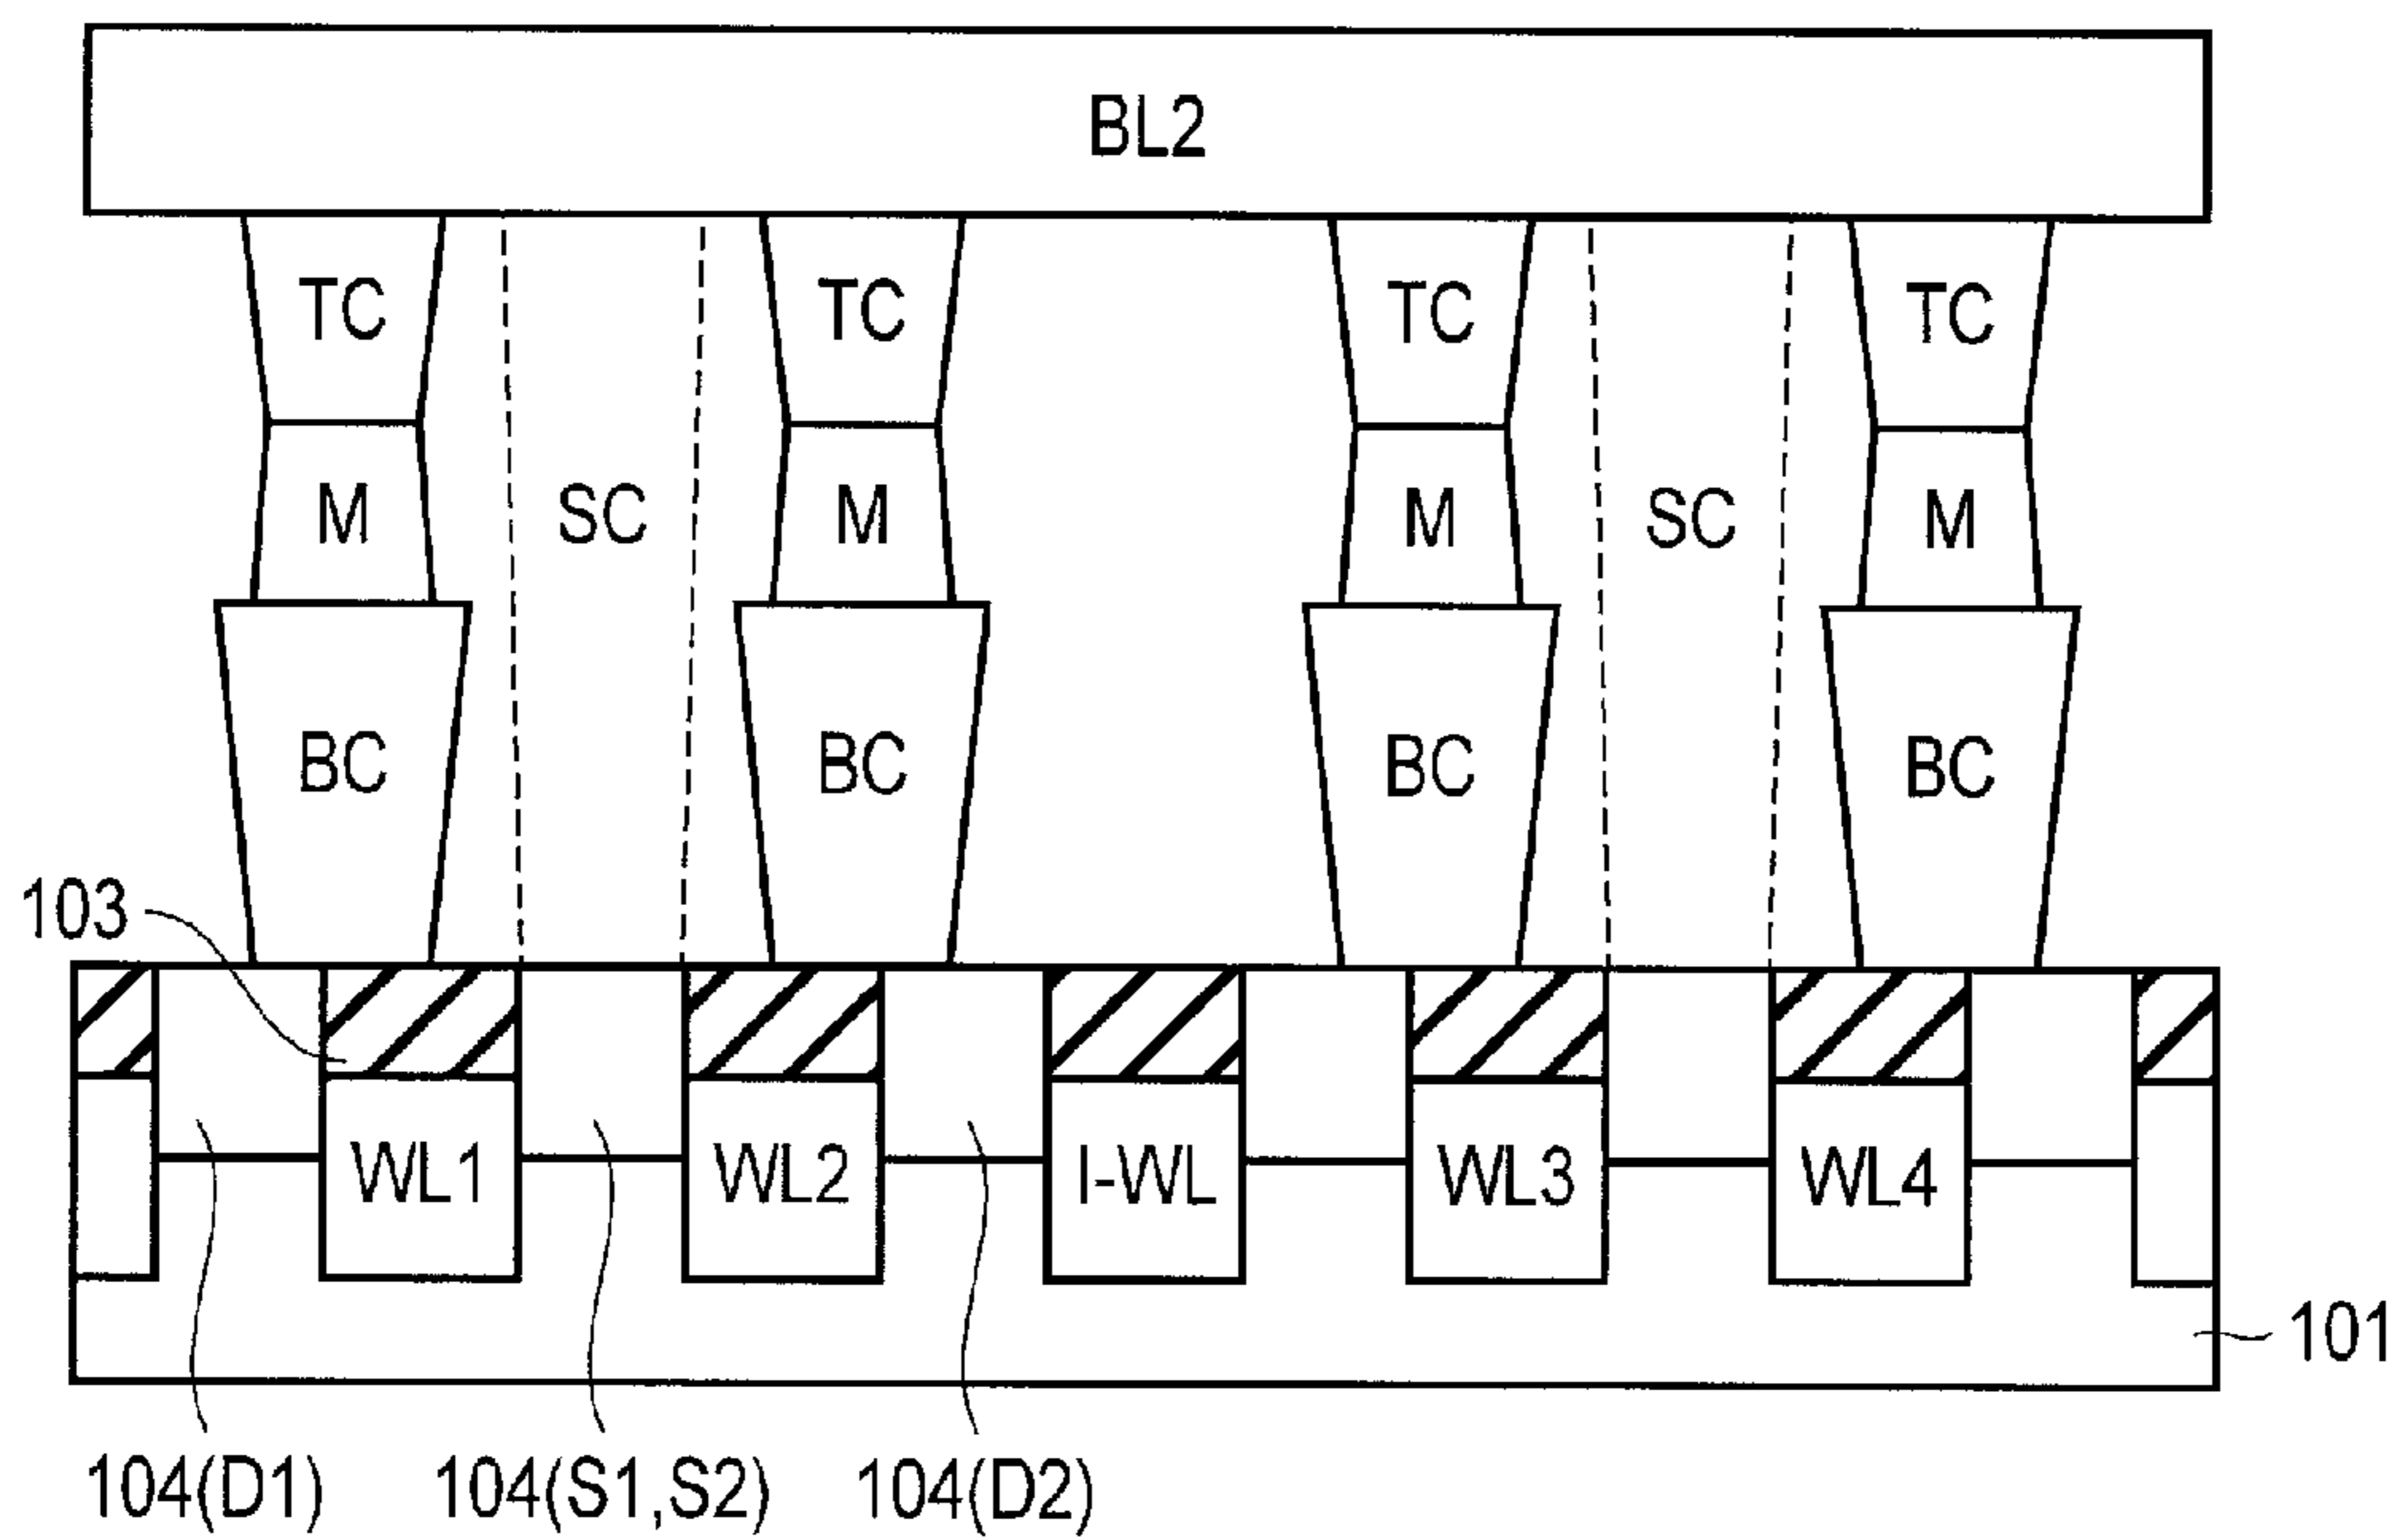 BL2
TC TC TC TC
M SC M M SC M
BC BC BC BC
103
WL1 WL2 I-WL WL3 WL4
101
104(D1) 104(S1,S2) 104(D2)